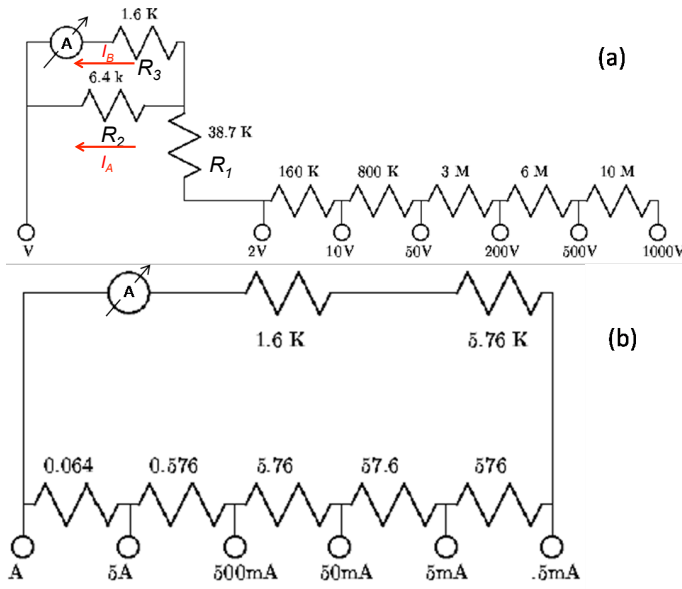 1.6 K
A
I_B
R_3
(a)
6.4 k
R_2
I_A
38.7 K
R_1
160 K 800 K 3 M 6 M 10 M
V 2V 10V 50V 200V 500V 1000V
A
1.6 K 5.76 K
(b)
0.064 0.576 5.76 57.6 576
A 5A 500mA 50mA 5mA .5mA